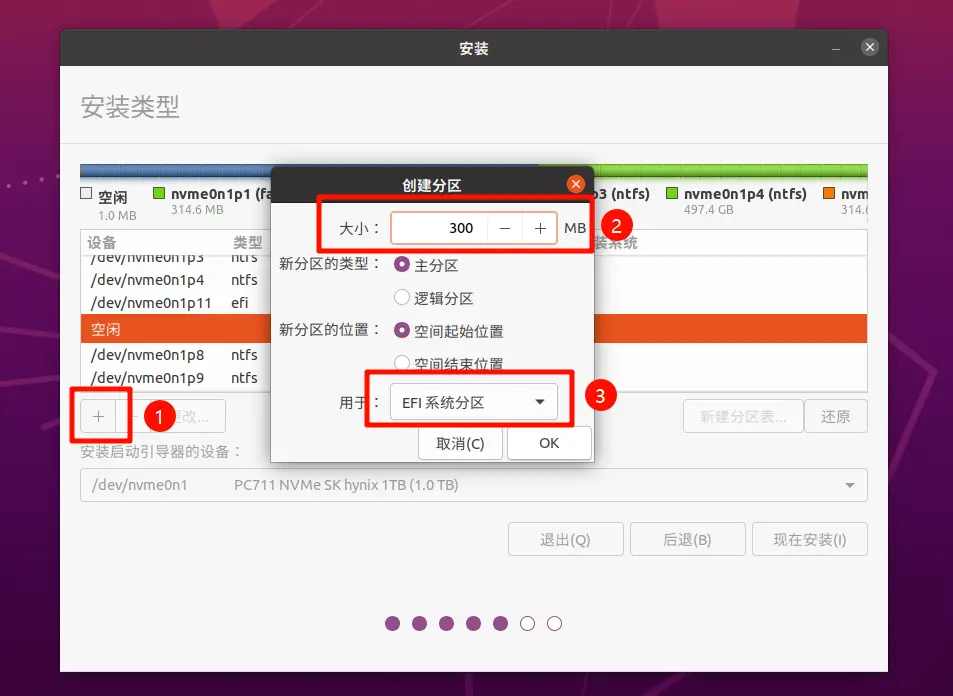 安装
安装类型
空闲 nvme0n1p1 (fa p3 (ntfs) nvme0n1p4 (ntfs) nvm
1.0 MB 314.6 MB 497.4 GB 314.6
创建分区
大小： 300 － ＋ MB 2
设备 类型 装系统
/dev/nvme0n1p3 ntfs
新分区的类型： 主分区
/dev/nvme0n1p4 ntfs
逻辑分区
/dev/nvme0n1p11 efi
空闲
新分区的位置： 空间起始位置
/dev/nvme0n1p8 ntfs
空间结束位置
/dev/nvme0n1p9 ntfs
用于： EFI 系统分区 3
+ 1 更改... 新建分区表... 还原
取消(C) OK
安装启动引导器的设备：
/dev/nvme0n1 PC711 NVMe SK hynix 1TB (1.0 TB)
退出(Q) 后退(B) 现在安装(I)